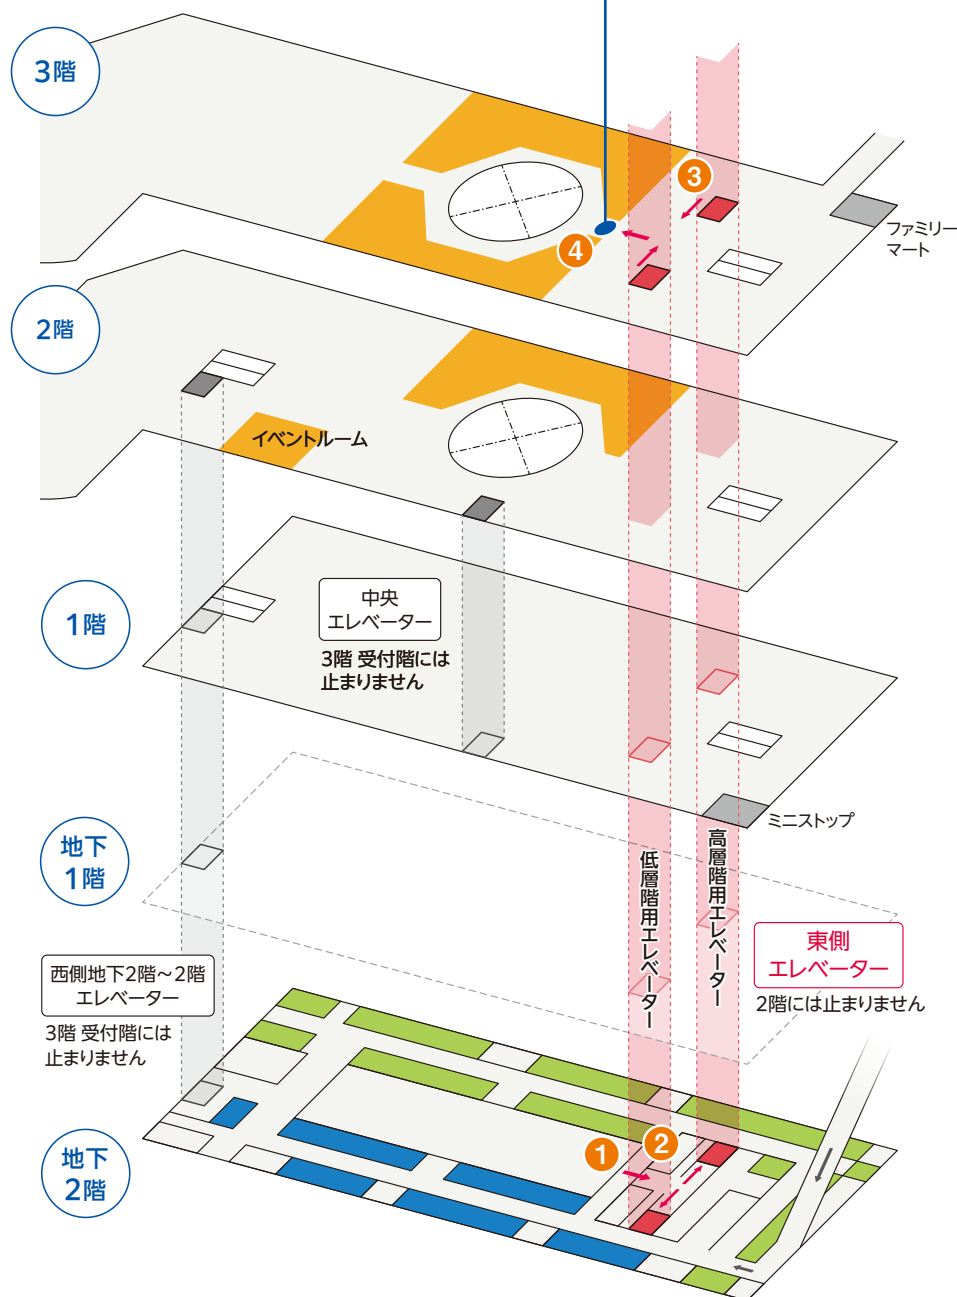 3階
3
ファミリー
マート
4
2階
イベントルーム
1階
中央
エレベーター
3階 受付階には
止まりません
ミニストップ
地下
1階
低層階用エレベーター
高層階用エレベーター
東側
エレベーター
2階には止まりません
西側地下2階~2階
エレベーター
3階 受付階には
止まりません
地下
2階
1
2